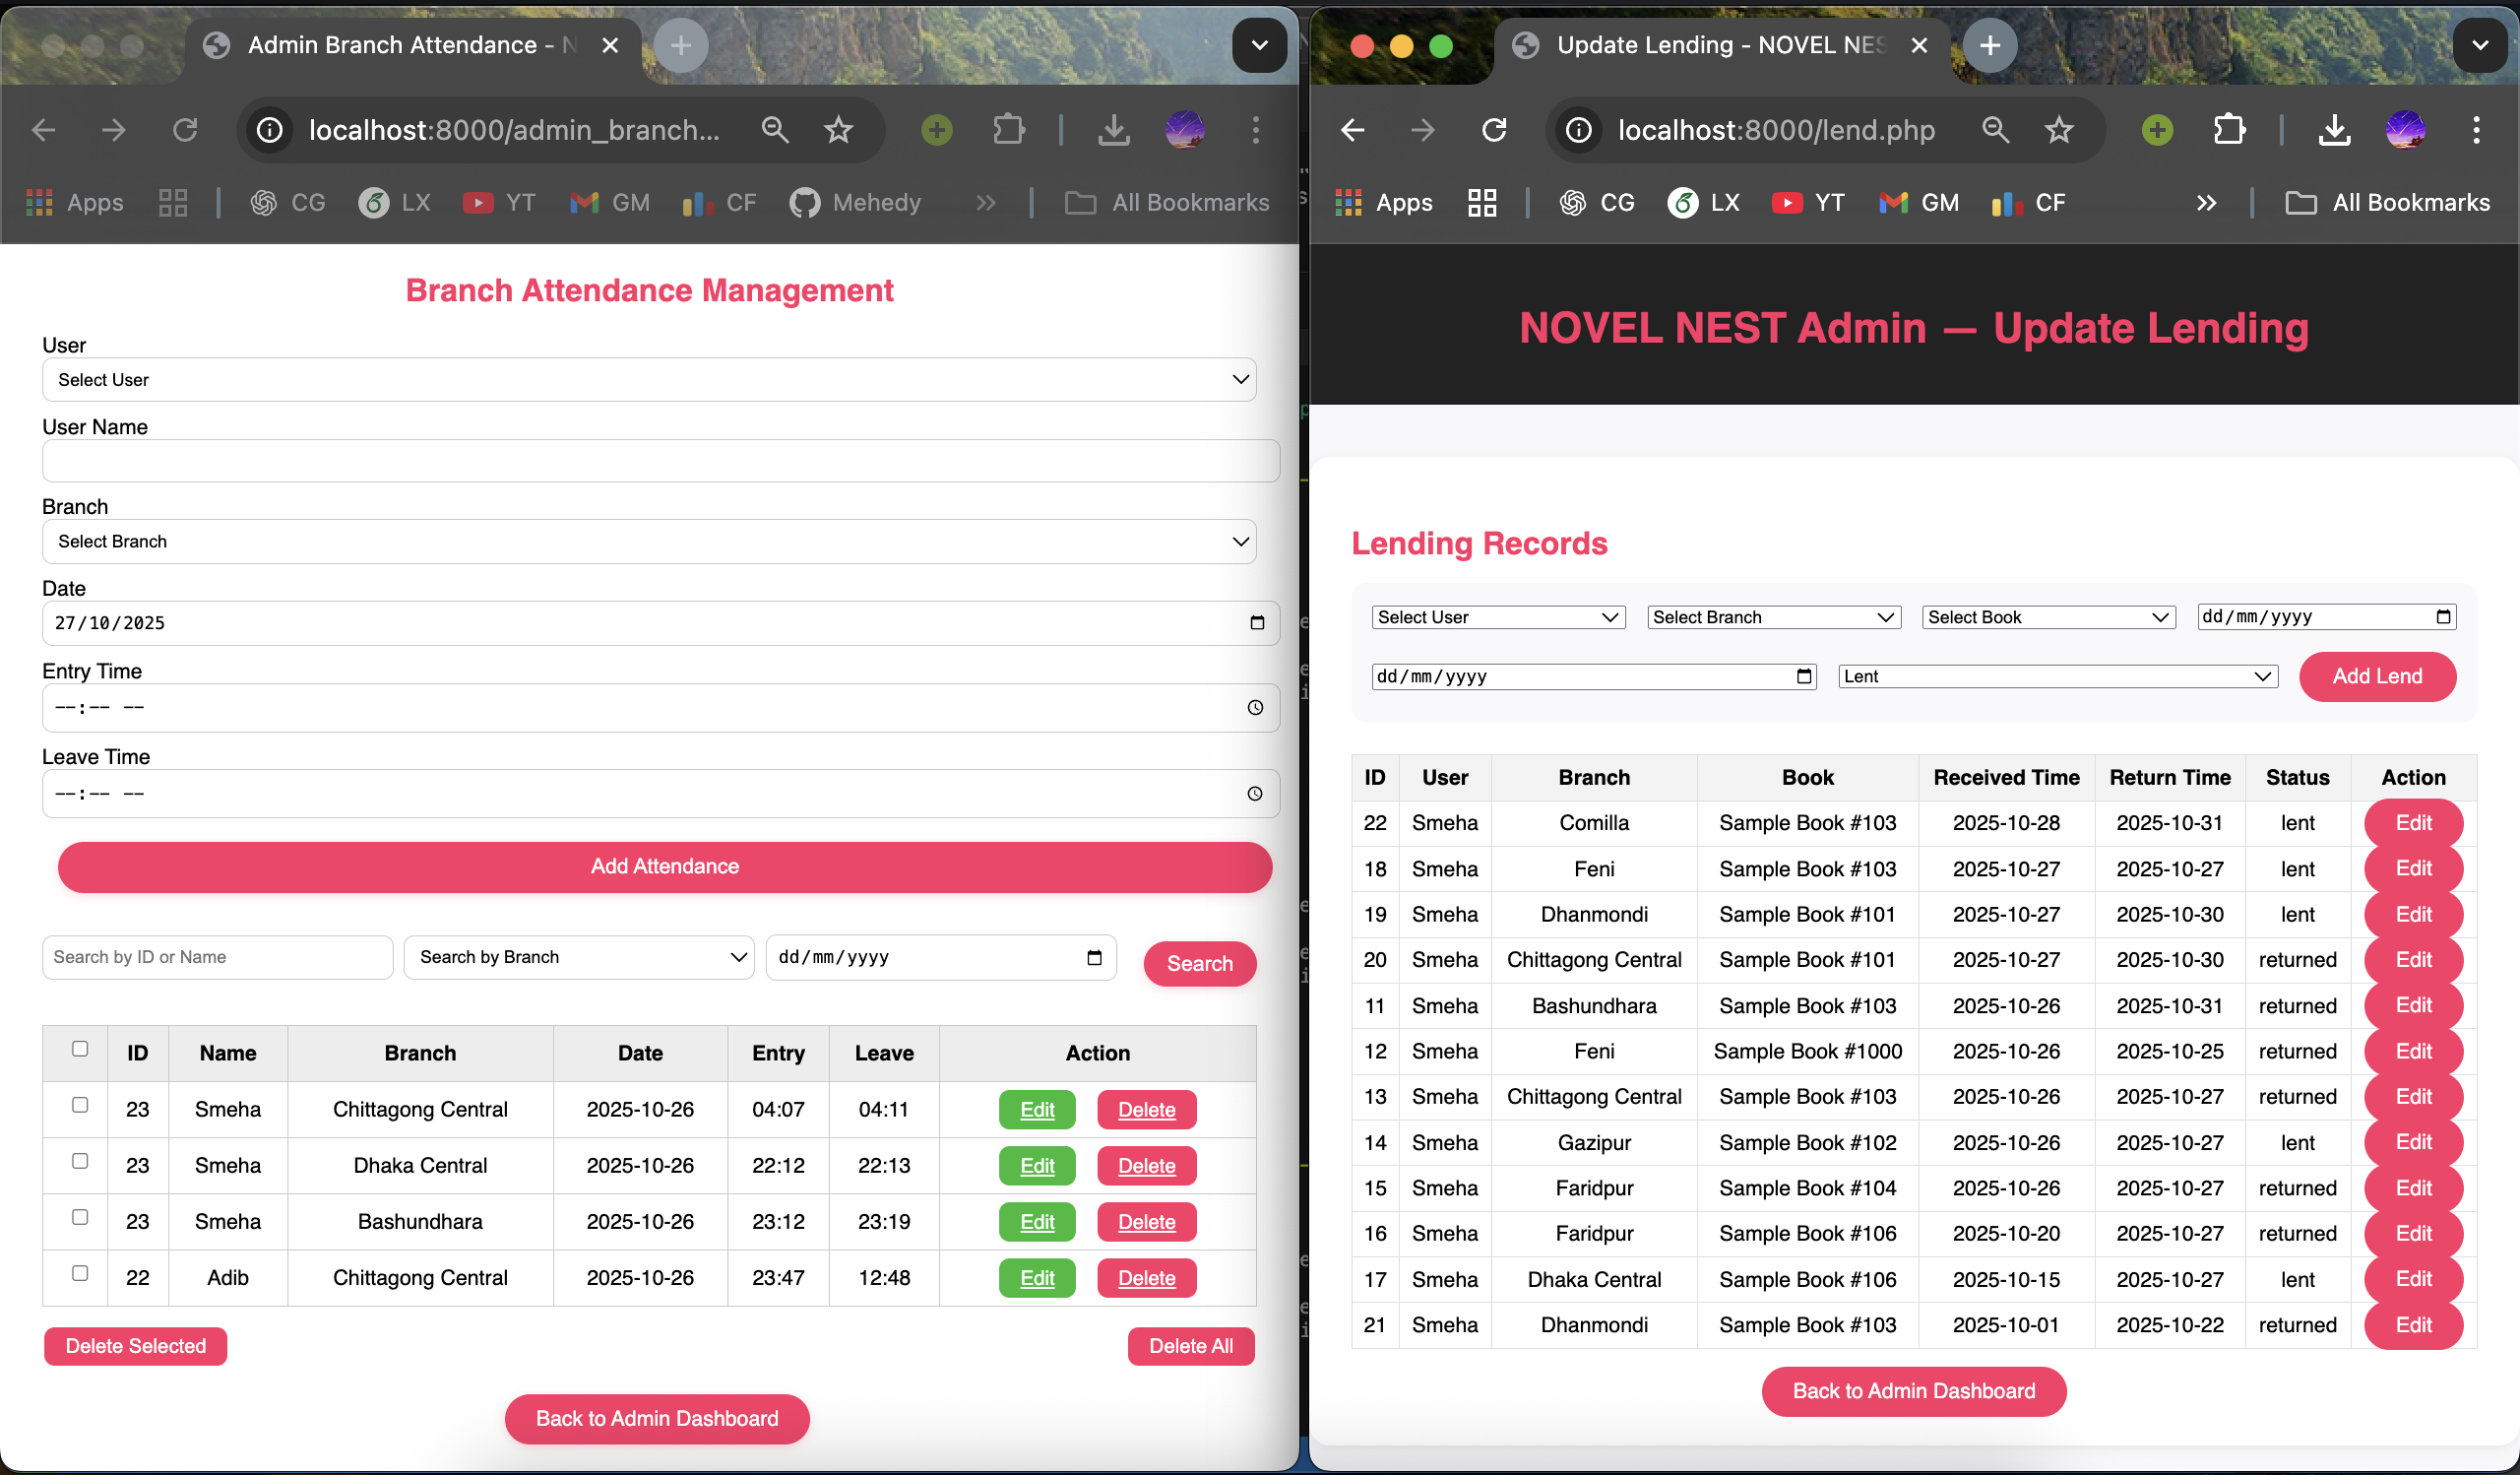 Admin Branch Attendance - N
localhost:8000/admin_branch...
Apps CG LX YT GM CF Mehedy All Bookmarks
Branch Attendance Management
User
Select User
User Name
Branch
Select Branch
Date
27/10/2025
Entry Time
--:-- --
Leave Time
--:-- --
Add Attendance
Search by ID or Name Search by Branch dd/mm/yyyy Search
ID Name Branch Date Entry Leave Action
23 Smeha Chittagong Central 2025-10-26 04:07 04:11 Edit Delete
23 Smeha Dhaka Central 2025-10-26 22:12 22:13 Edit Delete
23 Smeha Bashundhara 2025-10-26 23:12 23:19 Edit Delete
22 Adib Chittagong Central 2025-10-26 23:47 12:48 Edit Delete
Delete Selected Delete All
Back to Admin Dashboard
Update Lending - NOVEL NES
localhost:8000/lend.php
Apps CG LX YT GM CF All Bookmarks
NOVEL NEST Admin — Update Lending
Lending Records
Select User Select Branch Select Book dd/mm/yyyy
dd/mm/yyyy Lent Add Lend
ID User Branch Book Received Time Return Time Status Action
22 Smeha Comilla Sample Book #103 2025-10-28 2025-10-31 lent Edit
18 Smeha Feni Sample Book #103 2025-10-27 2025-10-27 lent Edit
19 Smeha Dhanmondi Sample Book #101 2025-10-27 2025-10-30 lent Edit
20 Smeha Chittagong Central Sample Book #101 2025-10-27 2025-10-30 returned Edit
11 Smeha Bashundhara Sample Book #103 2025-10-26 2025-10-31 returned Edit
12 Smeha Feni Sample Book #1000 2025-10-26 2025-10-25 returned Edit
13 Smeha Chittagong Central Sample Book #103 2025-10-26 2025-10-27 returned Edit
14 Smeha Gazipur Sample Book #102 2025-10-26 2025-10-27 lent Edit
15 Smeha Faridpur Sample Book #104 2025-10-26 2025-10-27 returned Edit
16 Smeha Faridpur Sample Book #106 2025-10-20 2025-10-27 returned Edit
17 Smeha Dhaka Central Sample Book #106 2025-10-15 2025-10-27 lent Edit
21 Smeha Dhanmondi Sample Book #103 2025-10-01 2025-10-22 returned Edit
Back to Admin Dashboard